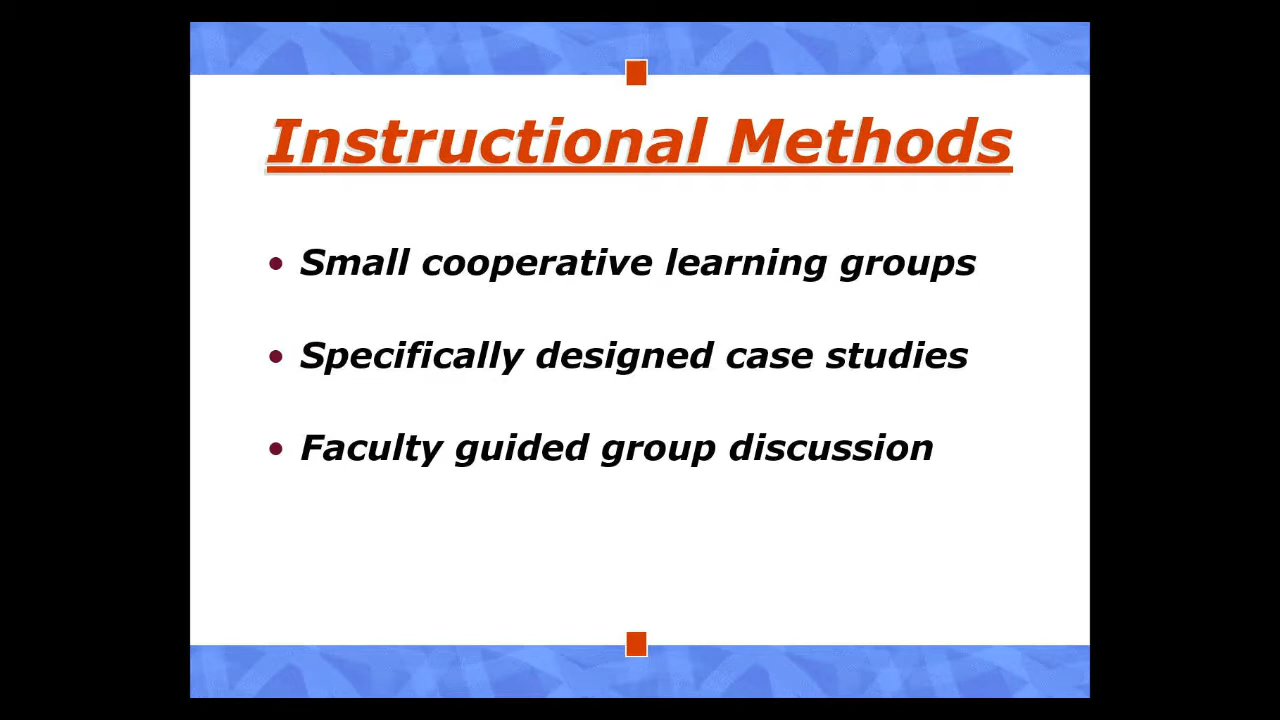 Instructional Methods
• Small cooperative learning groups
• Specifically designed case studies
• Faculty guided group discussion